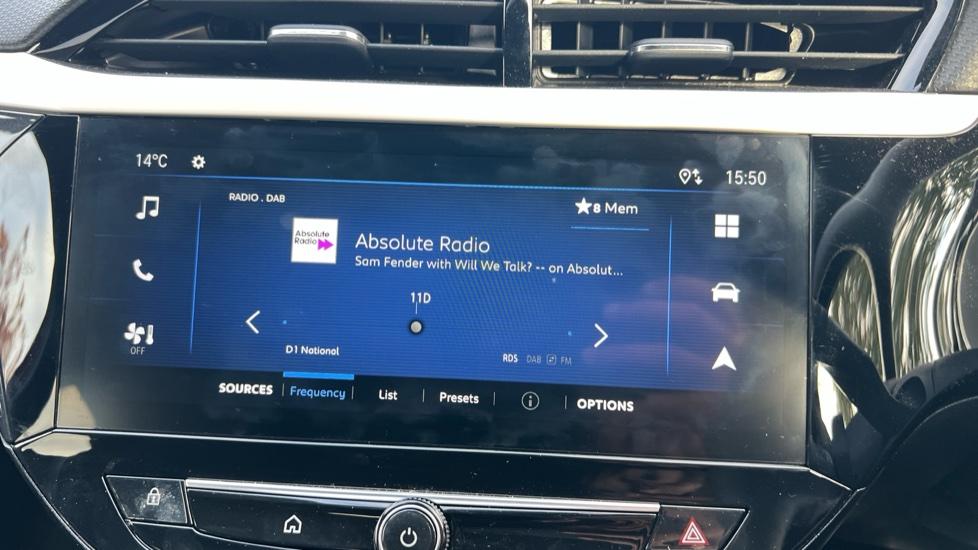 14°C
15:50
RADIO . DAB
8 Mem
Absolute
Radio
Absolute Radio
Sam Fender with Will We Talk? -- on Absolut...
11D
D1 National
RDS DAB FM
OFF
SOURCES Frequency List Presets i OPTIONS